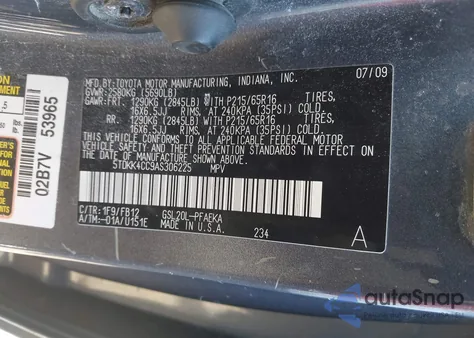 MFD. BY: TOYOTA MOTOR MANUFACTURING, INDIANA, INC. 07/09
GVWR: 2580KG (5690LB)
GAWR: FRT. 1290KG (2845LB) WITH P215/65R16 TIRES,
16X6.5JJ RIMS, AT 240KPA (35PSI) COLD.
RR. 1290KG (2845LB) WITH P215/65R16 TIRES,
16X6.5JJ RIMS, AT 240KPA (35PSI) COLD.
THIS VEHICLE CONFORMS TO ALL APPLICABLE FEDERAL MOTOR
VEHICLE SAFETY AND BUMPER STANDARDS IN EFFECT ON THE DATE
OF MANUFACTURE SHOWN ABOVE.
5TDKK4CC9AS306225 MPV
C/TR: 1F9/FB12 GSL20L-PFAEKA
A/TM: -01A/U151E MADE IN U.S.A. 234 A
02B7V 53965
autoSnap